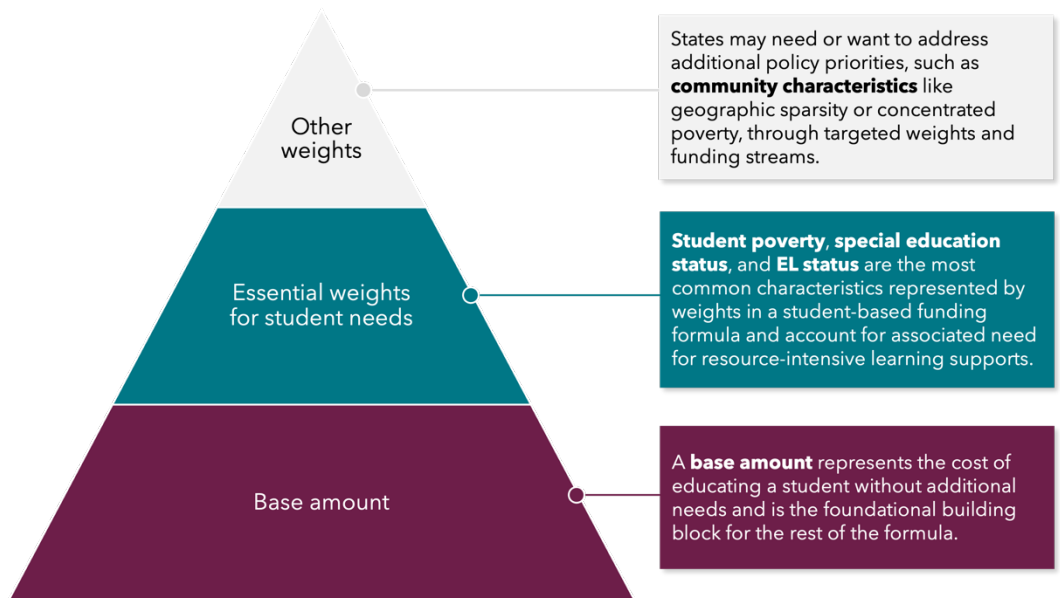 Other
weights
States may need or want to address
additional policy priorities, such as
community characteristics like
geographic sparsity or concentrated
poverty, through targeted weights and
funding streams.
Essential weights
for student needs
Student poverty, special education
status, and EL status are the most
common characteristics represented by
weights in a student-based funding
formula and account for associated need
for resource-intensive learning supports.
Base amount
A base amount represents the cost of
educating a student without additional
needs and is the foundational building
block for the rest of the formula.